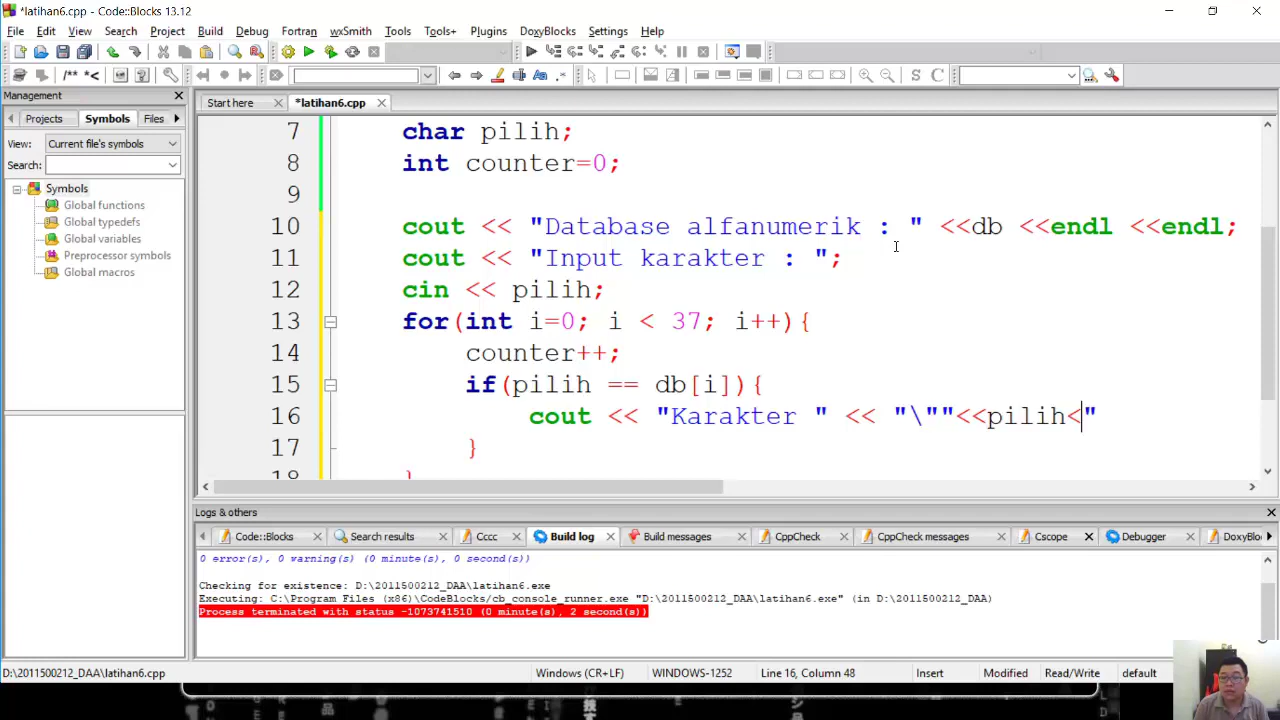 *latihan6.cpp - Code::Blocks 13.12
File Edit View Search Project Build Debug Fortran wxSmith Tools Tools+ Plugins DoxyBlocks Settings Help
/** *<
S C
Management
Start here *latihan6.cpp
Projects Symbols Files
View: Current file's symbols
Search:
Symbols
Global functions
Global typedefs
Global variables
Preprocessor symbols
Global macros
7 char pilih;
8 int counter=0;
9
10 cout << "Database alfanumerik : " <<db <<endl <<endl;
11 cout << "Input karakter : ";
12 cin << pilih;
13 for(int i=0; i < 37; i++){
14 counter++;
15 if(pilih == db[i]){
16 cout << "Karakter " << "\""<<pilih<"
17 }
18 }
Logs & others
Code::Blocks Search results Cccc Build log Build messages CppCheck CppCheck messages Cscope Debugger DoxyBlo
0 error(s), 0 warning(s) (0 minute(s), 0 second(s))
Checking for existence: D:\2011500212_DAA\latihan6.exe
Executing: C:\Program Files (x86)\CodeBlocks/cb_console_runner.exe "D:\2011500212_DAA\latihan6.exe" (in D:\2011500212_DAA)
Process terminated with status -1073741510 (0 minute(s), 2 second(s))
D:\2011500212_DAA\latihan6.cpp Windows (CR+LF) WINDOWS-1252 Line 16, Column 48 Insert Modified Read/Write default